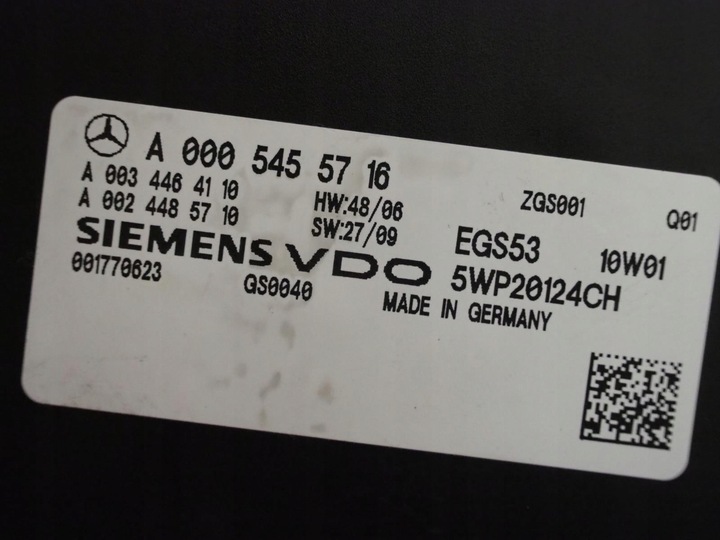 A 000 545 57 16
A 003 446 41 10
A 002 448 57 10
HW:48/06
SW:27/09
ZGS001
Q01
EGS53
10W01
SIEMENS VDO
5WP20124CH
001770623
GS0040
MADE IN GERMANY